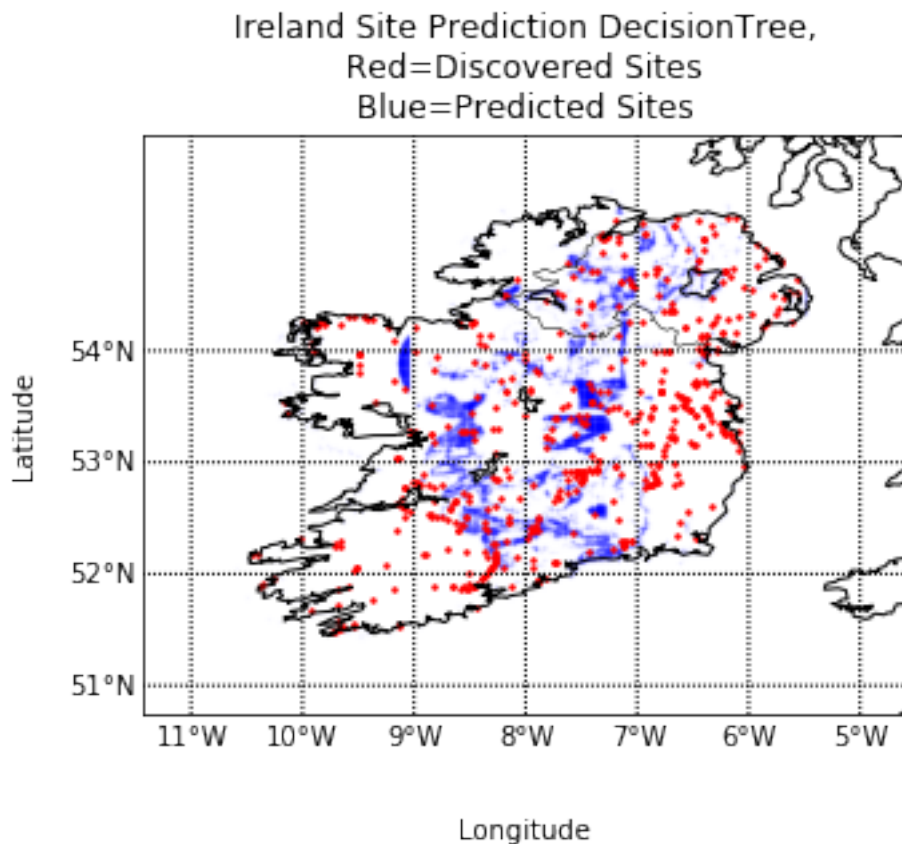 Ireland Site Prediction DecisionTree,
Red=Discovered Sites
Blue=Predicted Sites
Latitude
54°N
53°N
52°N
51°N
11°W 10°W 9°W 8°W 7°W 6°W 5°W
Longitude